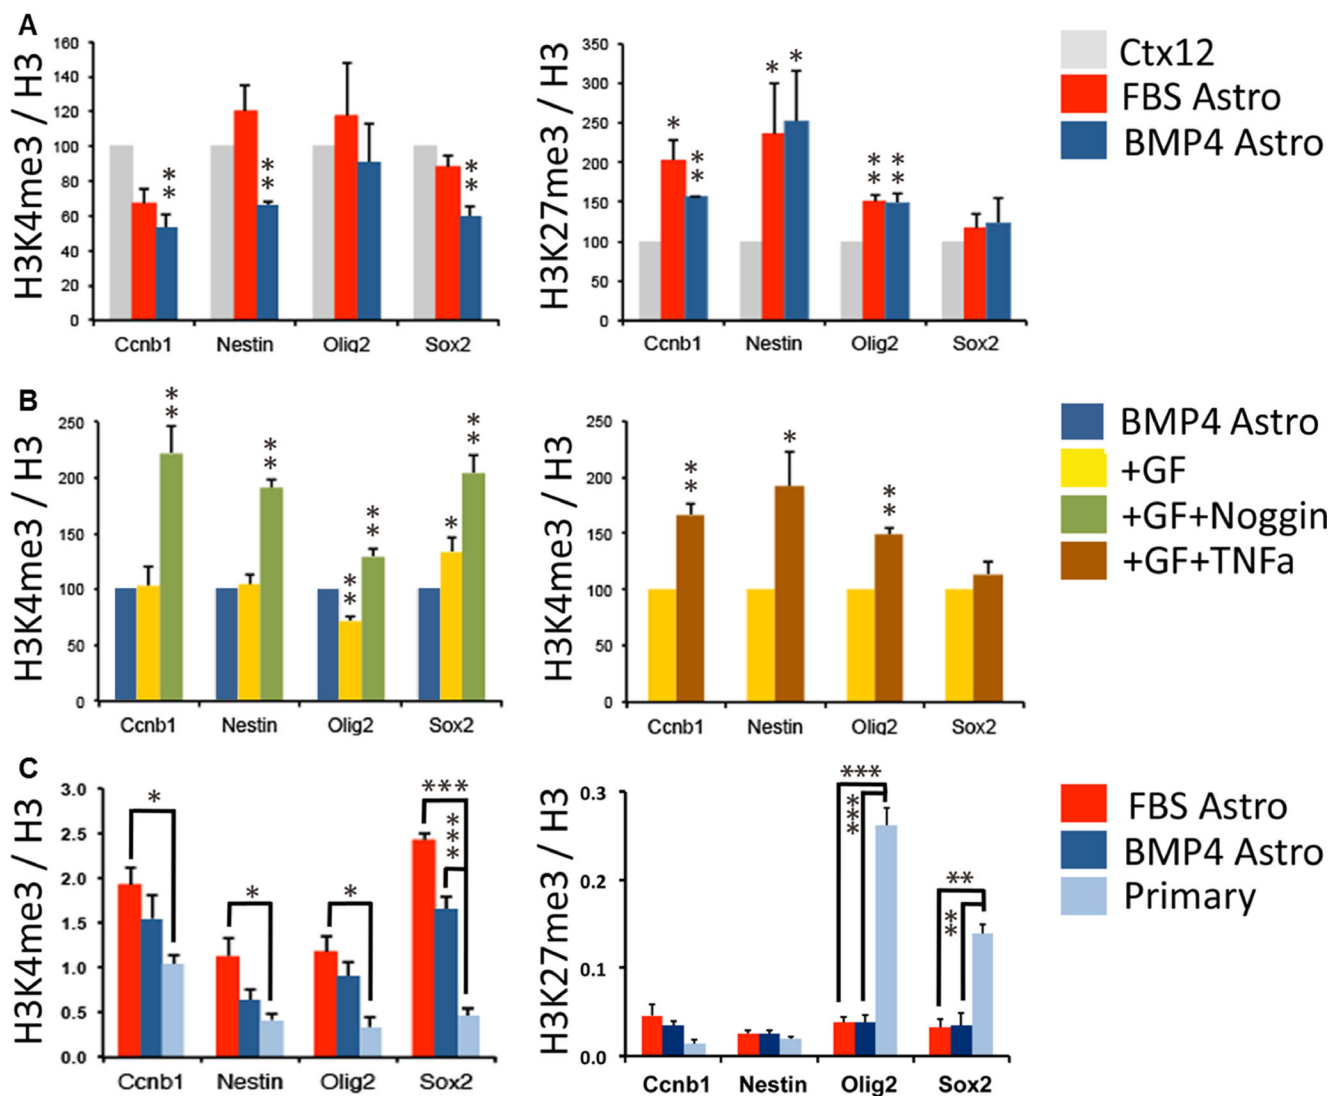 A
H3K4me3 / H3
160
140
120
100
80
60
40
20
0
** ** **
Ccnb1 Nestin Olig2 Sox2
H3K27me3 / H3
350
300
250
200
150
100
50
0
* ** * * ** **
Ccnb1 Nestin Olig2 Sox2
Ctx12
FBS Astro
BMP4 Astro
B
H3K4me3 / H3
250
200
150
100
50
0
** ** ** ** * **
Ccnb1 Nestin Olig2 Sox2
H3K4me3 / H3
250
200
150
100
50
0
** * **
Ccnb1 Nestin Olig2 Sox2
BMP4 Astro
+GF
+GF+Noggin
+GF+TNFa
C
H3K4me3 / H3
3.0
2.5
2.0
1.5
1.0
0.5
0.0
* * * *** ***
Ccnb1 Nestin Olig2 Sox2
H3K27me3 / H3
0.3
0.2
0.1
0.0
*** *** ** **
Ccnb1 Nestin Olig2 Sox2
FBS Astro
BMP4 Astro
Primary